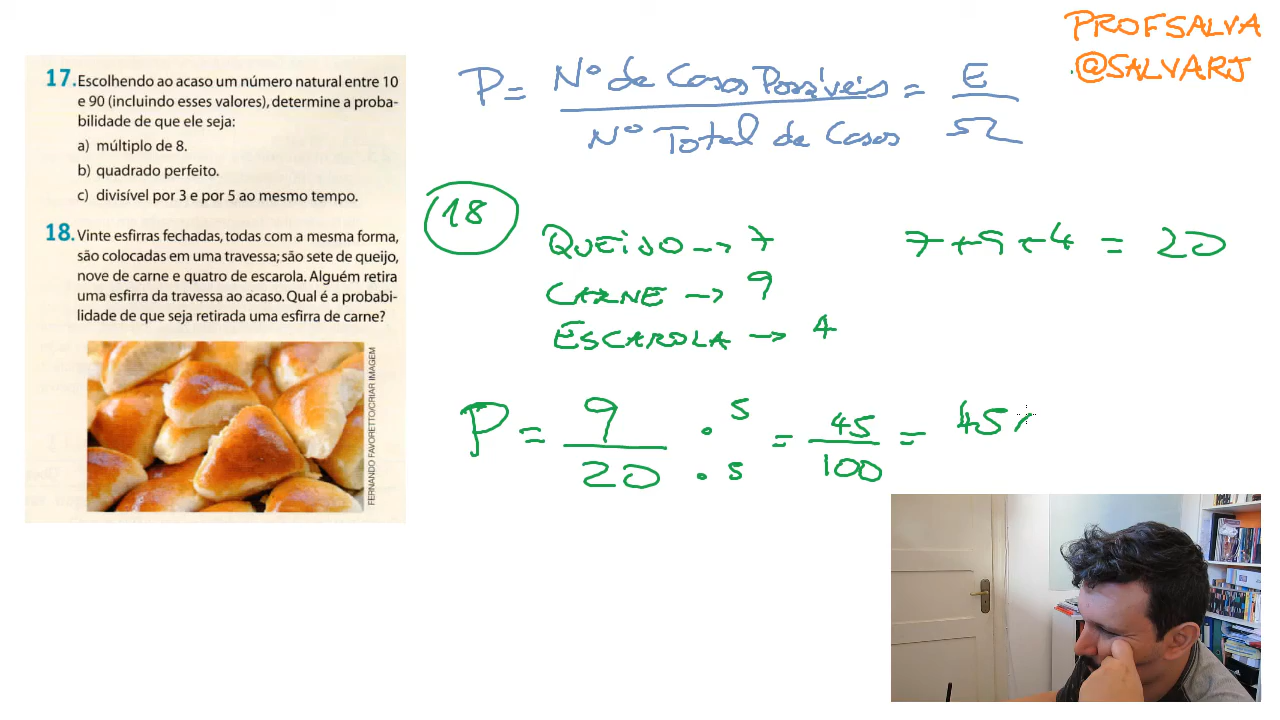 PROFSALVA
@SALVARJ
17. Escolhendo ao acaso um número natural entre 10
e 90 (incluindo esses valores), determine a proba-
bilidade de que ele seja:
a) múltiplo de 8.
b) quadrado perfeito.
c) divisível por 3 e por 5 ao mesmo tempo.
18. Vinte esfirras fechadas, todas com a mesma forma,
são colocadas em uma travessa; são sete de queijo,
nove de carne e quatro de escarola. Alguém retira
uma esfirra da travessa ao acaso. Qual é a probabi-
lidade de que seja retirada uma esfirra de carne?
FERNANDO FAVORETTO/CRIAR IMAGEM
P = Nº de Casos Possíveis = E
Nº Total de Casos Ω
18
QUEIJO → 7 7+9+4 = 20
CARNE → 9
ESCAROLA → 4
P = 9 . 5 = 45 = 45
20 . 5 100